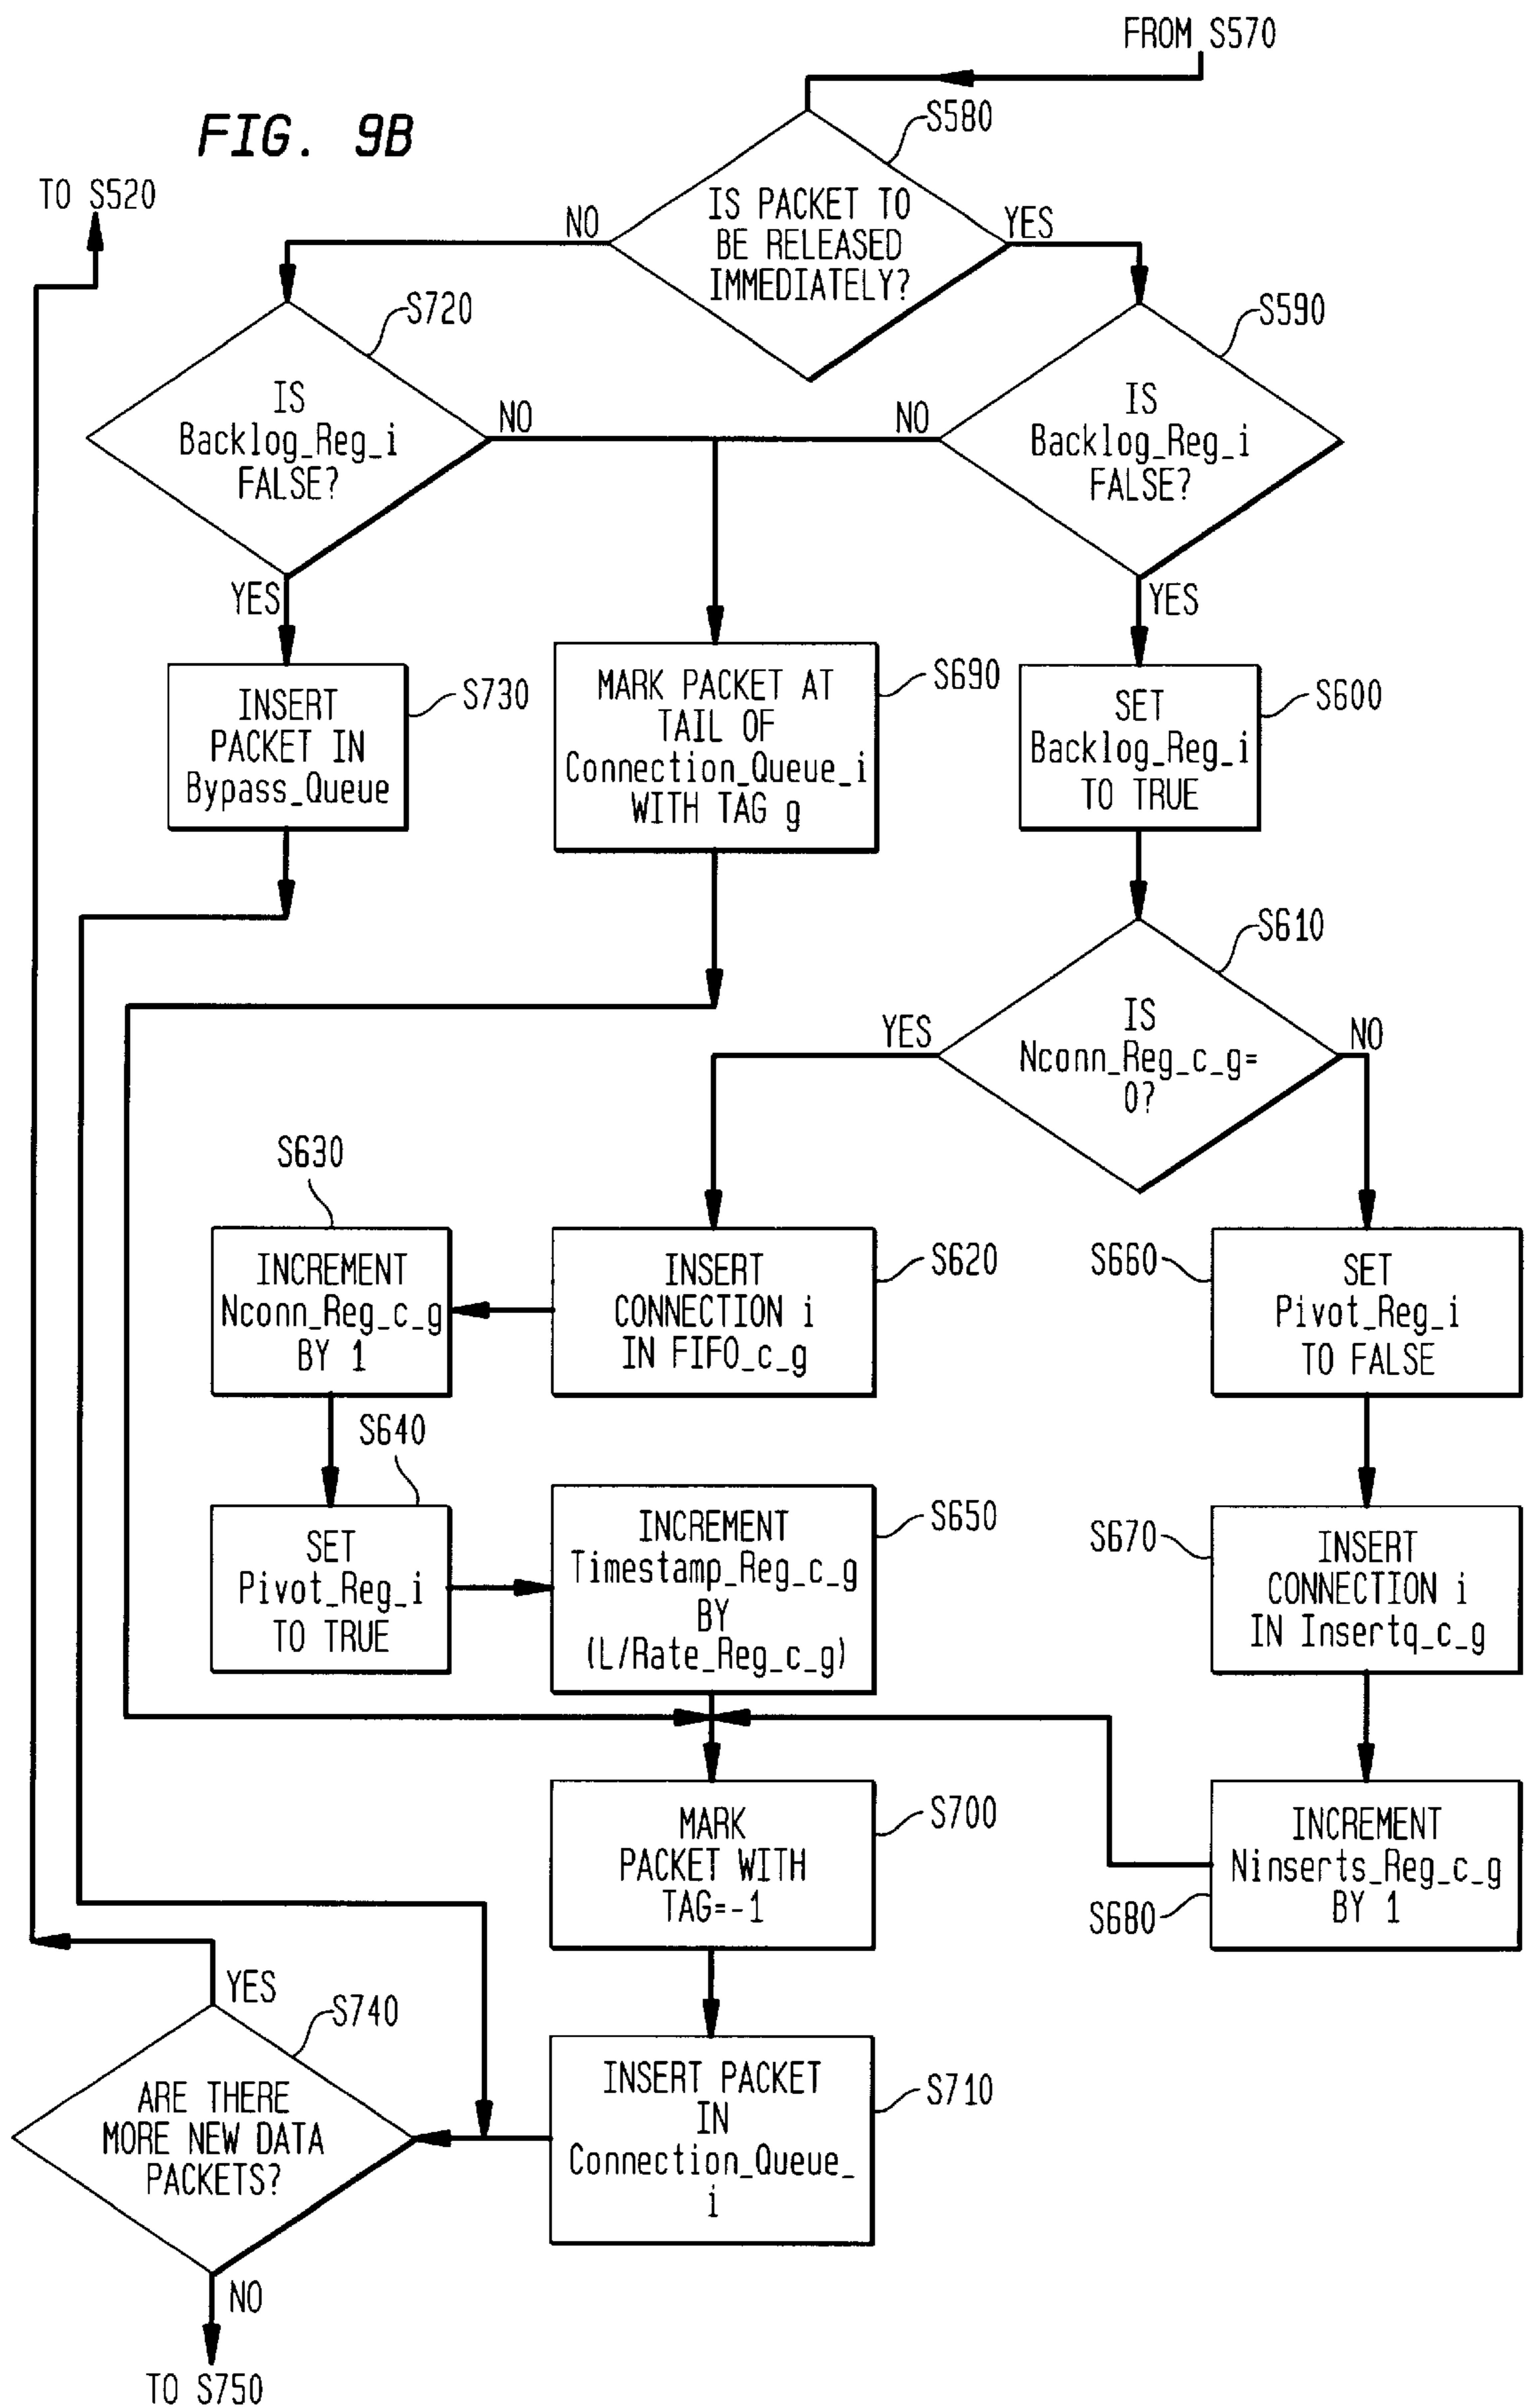 FROM S570
FIG. 9B
S580
TO S520
IS PACKET TO
BE RELEASED
IMMEDIATELY?
NO
YES
S720
S590
IS
Backlog_Reg_i
FALSE?
NO
NO
IS
Backlog_Reg_i
FALSE?
YES
YES
INSERT
PACKET IN
Bypass_Queue
S730
MARK PACKET AT
TAIL OF
Connection_Queue_i
WITH TAG g
S690
SET
Backlog_Reg_i
TO TRUE
S600
S610
IS
Nconn_Reg_c_g=
0?
YES
NO
S630
INCREMENT
Nconn_Reg_c_g
BY 1
INSERT
CONNECTION i
IN FIFO_c_g
S620
S660
SET
Pivot_Reg_i
TO FALSE
S640
SET
Pivot_Reg_i
TO TRUE
INCREMENT
Timestamp_Reg_c_g
BY
(L/Rate_Reg_c_g)
S650
S670
INSERT
CONNECTION i
IN Insertq_c_g
MARK
PACKET WITH
TAG=-1
S700
INCREMENT
Ninserts_Reg_c_g
BY 1
S680
YES
S740
ARE THERE
MORE NEW DATA
PACKETS?
INSERT PACKET
IN
Connection_Queue_
i
S710
NO
TO S750